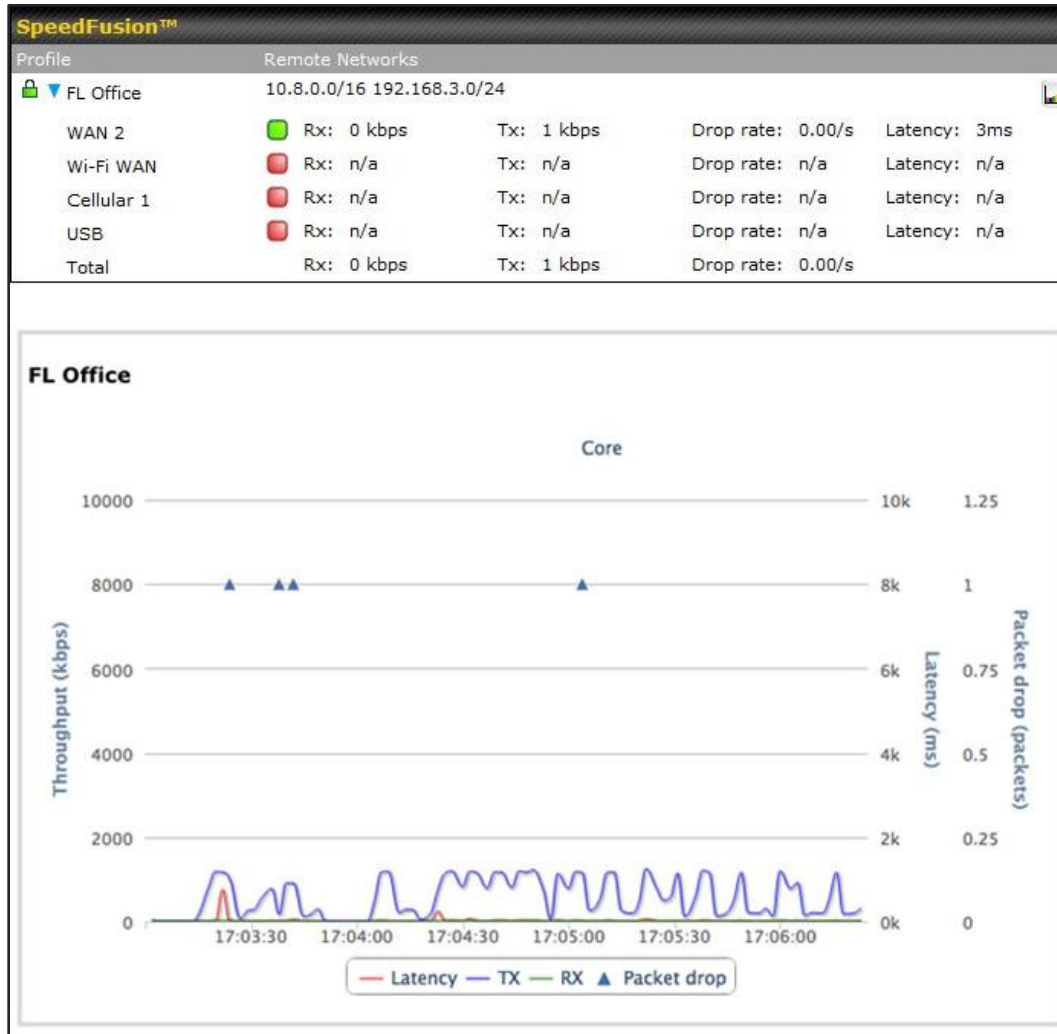 SpeedFusion™
Profile Remote Networks
FL Office 10.8.0.0/16 192.168.3.0/24
WAN 2 Rx: 0 kbps Tx: 1 kbps Drop rate: 0.00/s Latency: 3ms
Wi-Fi WAN Rx: n/a Tx: n/a Drop rate: n/a Latency: n/a
Cellular 1 Rx: n/a Tx: n/a Drop rate: n/a Latency: n/a
USB Rx: n/a Tx: n/a Drop rate: n/a Latency: n/a
Total Rx: 0 kbps Tx: 1 kbps Drop rate: 0.00/s
FL Office
Core
10000 10k 1.25
8000 8k 1
6000 6k 0.75
4000 4k 0.5
2000 2k 0.25
0 0k 0
Throughput (kbps)
Latency (ms)
Packet drop (packets)
17:03:30 17:04:00 17:04:30 17:05:00 17:05:30 17:06:00
Latency TX RX Packet drop